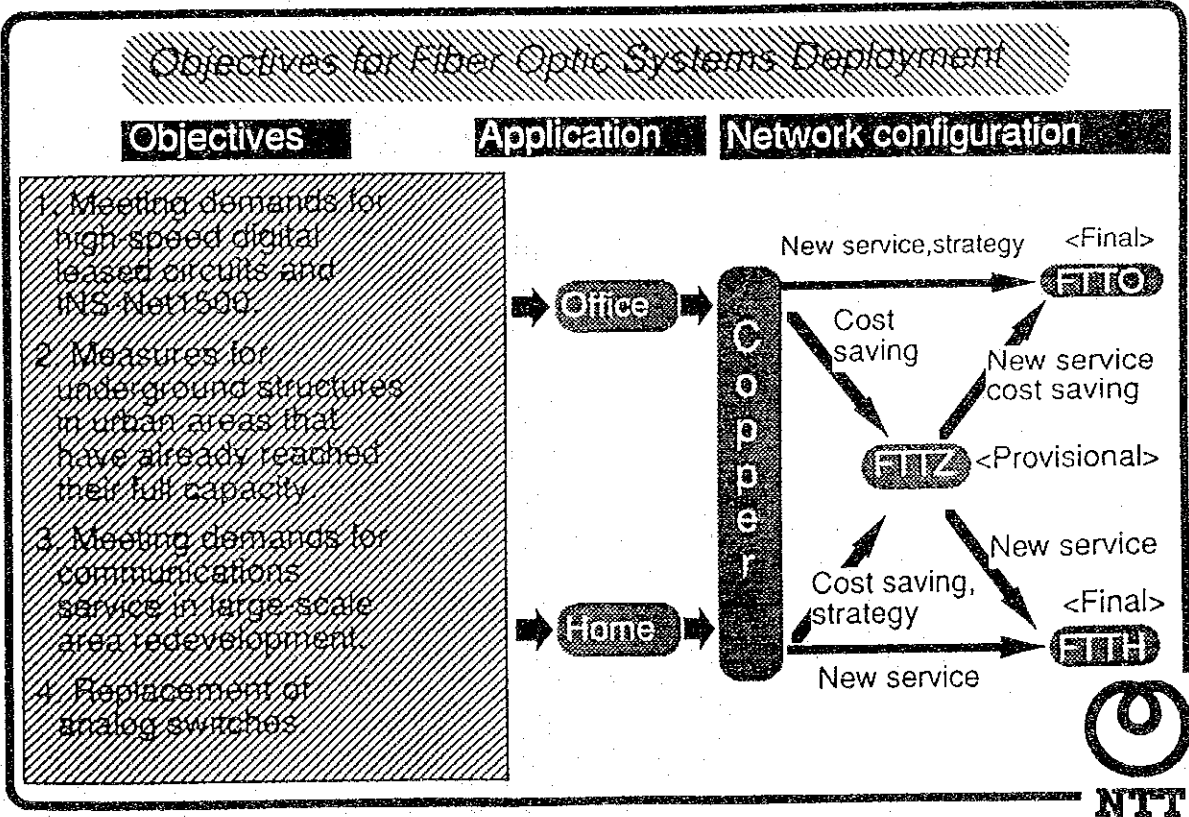 Objectives for Fiber Optic Systems Deployment
Objectives
Application
Network configuration
1. Meeting demands for
high-speed digital
leased circuits and
INS-Net1500.
2. Measures for
underground structures
in urban areas that
have already reached
their full capacity
3. Meeting demands for
communications
service in large-scale
area redevelopment.
4. Replacement of
analog switches.
Office
Home
Copper
New service,strategy
<Final>
FTTO
Cost
saving
New service
cost saving
FTTZ
<Provisional>
New service
Cost saving,
strategy
<Final>
FTTH
New service
NTT